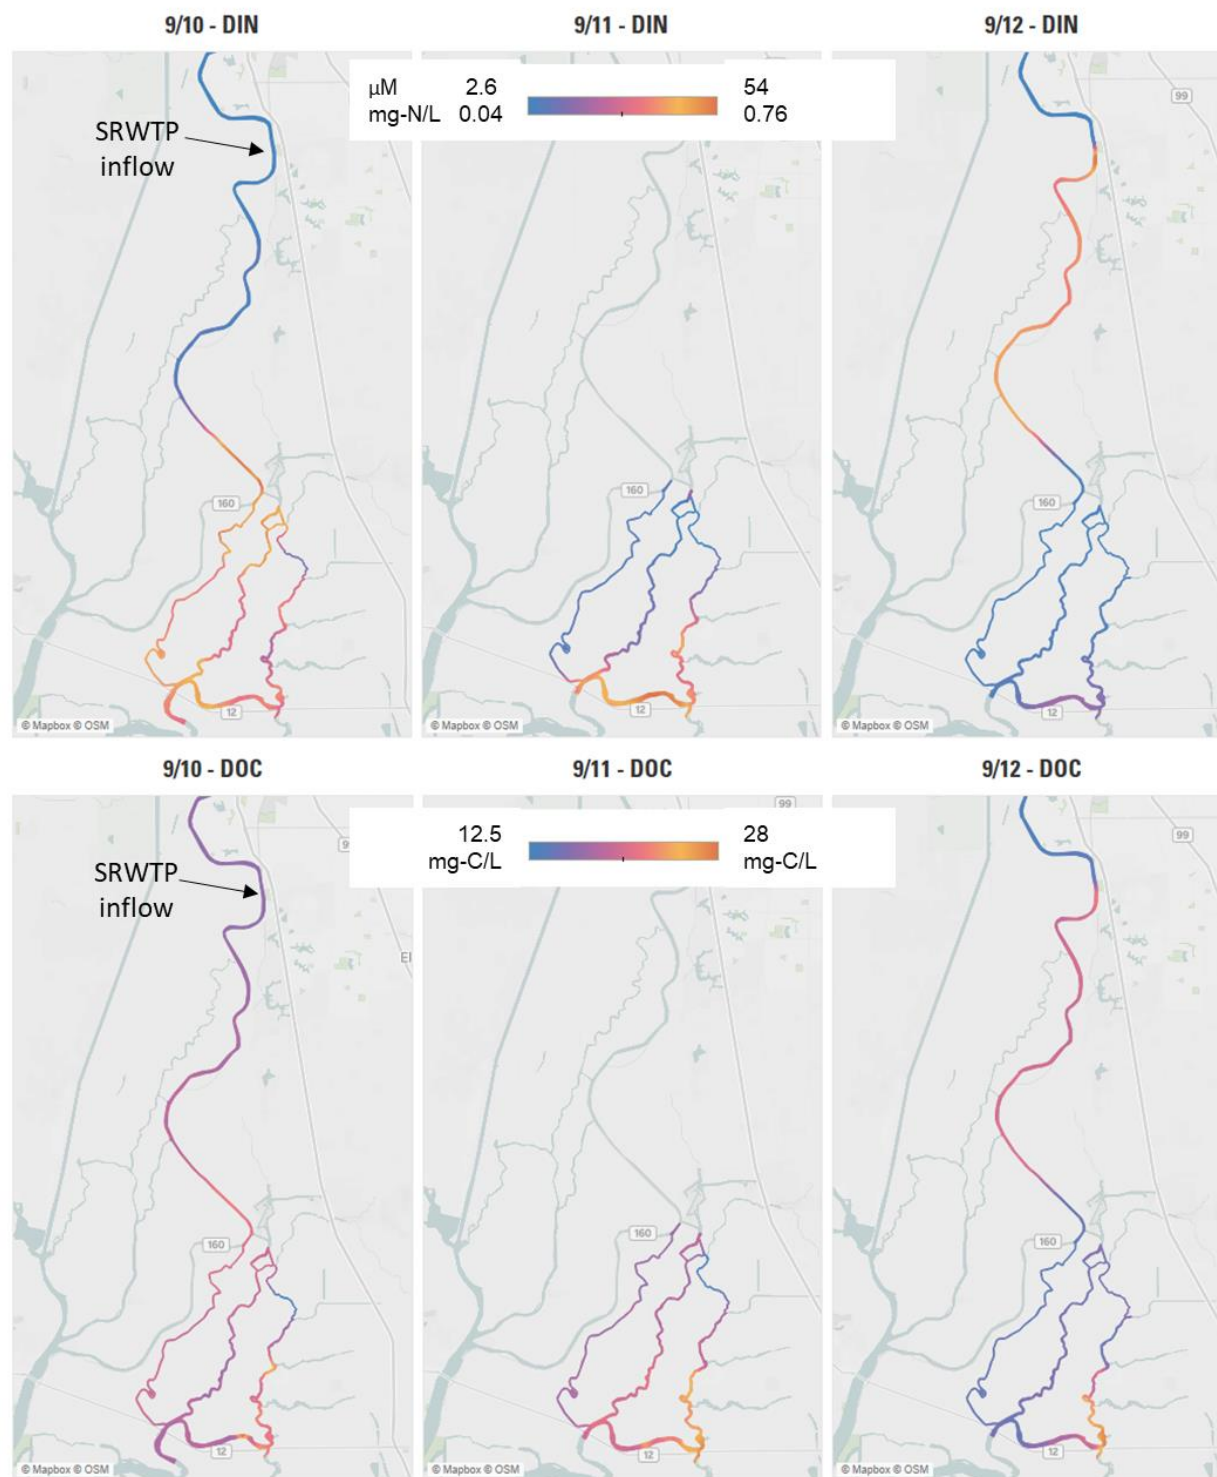 9/10 - DIN
9/11 - DIN
9/12 - DIN
µM 2.6 54
mg-N/L 0.04 0.76
99
SRWTP
inflow
160
160
160
12
12
12
© Mapbox © OSM
© Mapbox © OSM
© Mapbox © OSM
9/10 - DOC
9/11 - DOC
9/12 - DOC
99
12.5 28
mg-C/L mg-C/L
99
9
SRWTP
inflow
El
160
160
160
12
12
12
© Mapbox © OSM
© Mapbox © OSM
© Mapbox © OSM